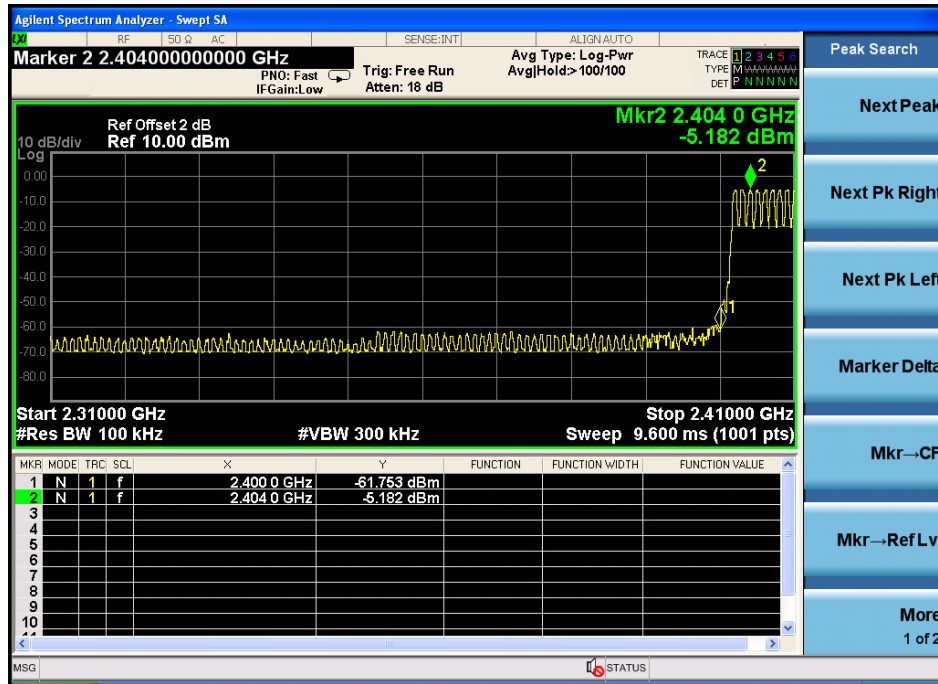 Agilent Spectrum Analyzer - Swept SA
LXI RF 50 Ω AC SENSE:INT ALIGNAUTO
Marker 2 2.404000000000 GHz
PNO: Fast
IFGain:Low
Trig: Free Run
Atten: 18 dB
Avg Type: Log-Pwr
Avg|Hold:>100/100
TRACE 1 2 3 4 5 6
TYPE M WWWWW
DET P N N N N N
Peak Search
Next Peak
Next Pk Right
Next Pk Left
Marker Delta
Mkr→CF
Mkr→Ref Lv
More
1 of 2
Mkr2 2.404 0 GHz
-5.182 dBm
Ref Offset 2 dB
10 dB/div Ref 10.00 dBm
Log
0.00
-10.0
-20.0
-30.0
-40.0
-50.0
-60.0
-70.0
-80.0
2
1
Start 2.31000 GHz Stop 2.41000 GHz
#Res BW 100 kHz #VBW 300 kHz Sweep 9.600 ms (1001 pts)
MKR MODE TRC SCL X Y FUNCTION FUNCTION WIDTH FUNCTION VALUE
1 N 1 f 2.400 0 GHz -61.753 dBm
2 N 1 f 2.404 0 GHz -5.182 dBm
3
4
5
6
7
8
9
10
11
MSG STATUS